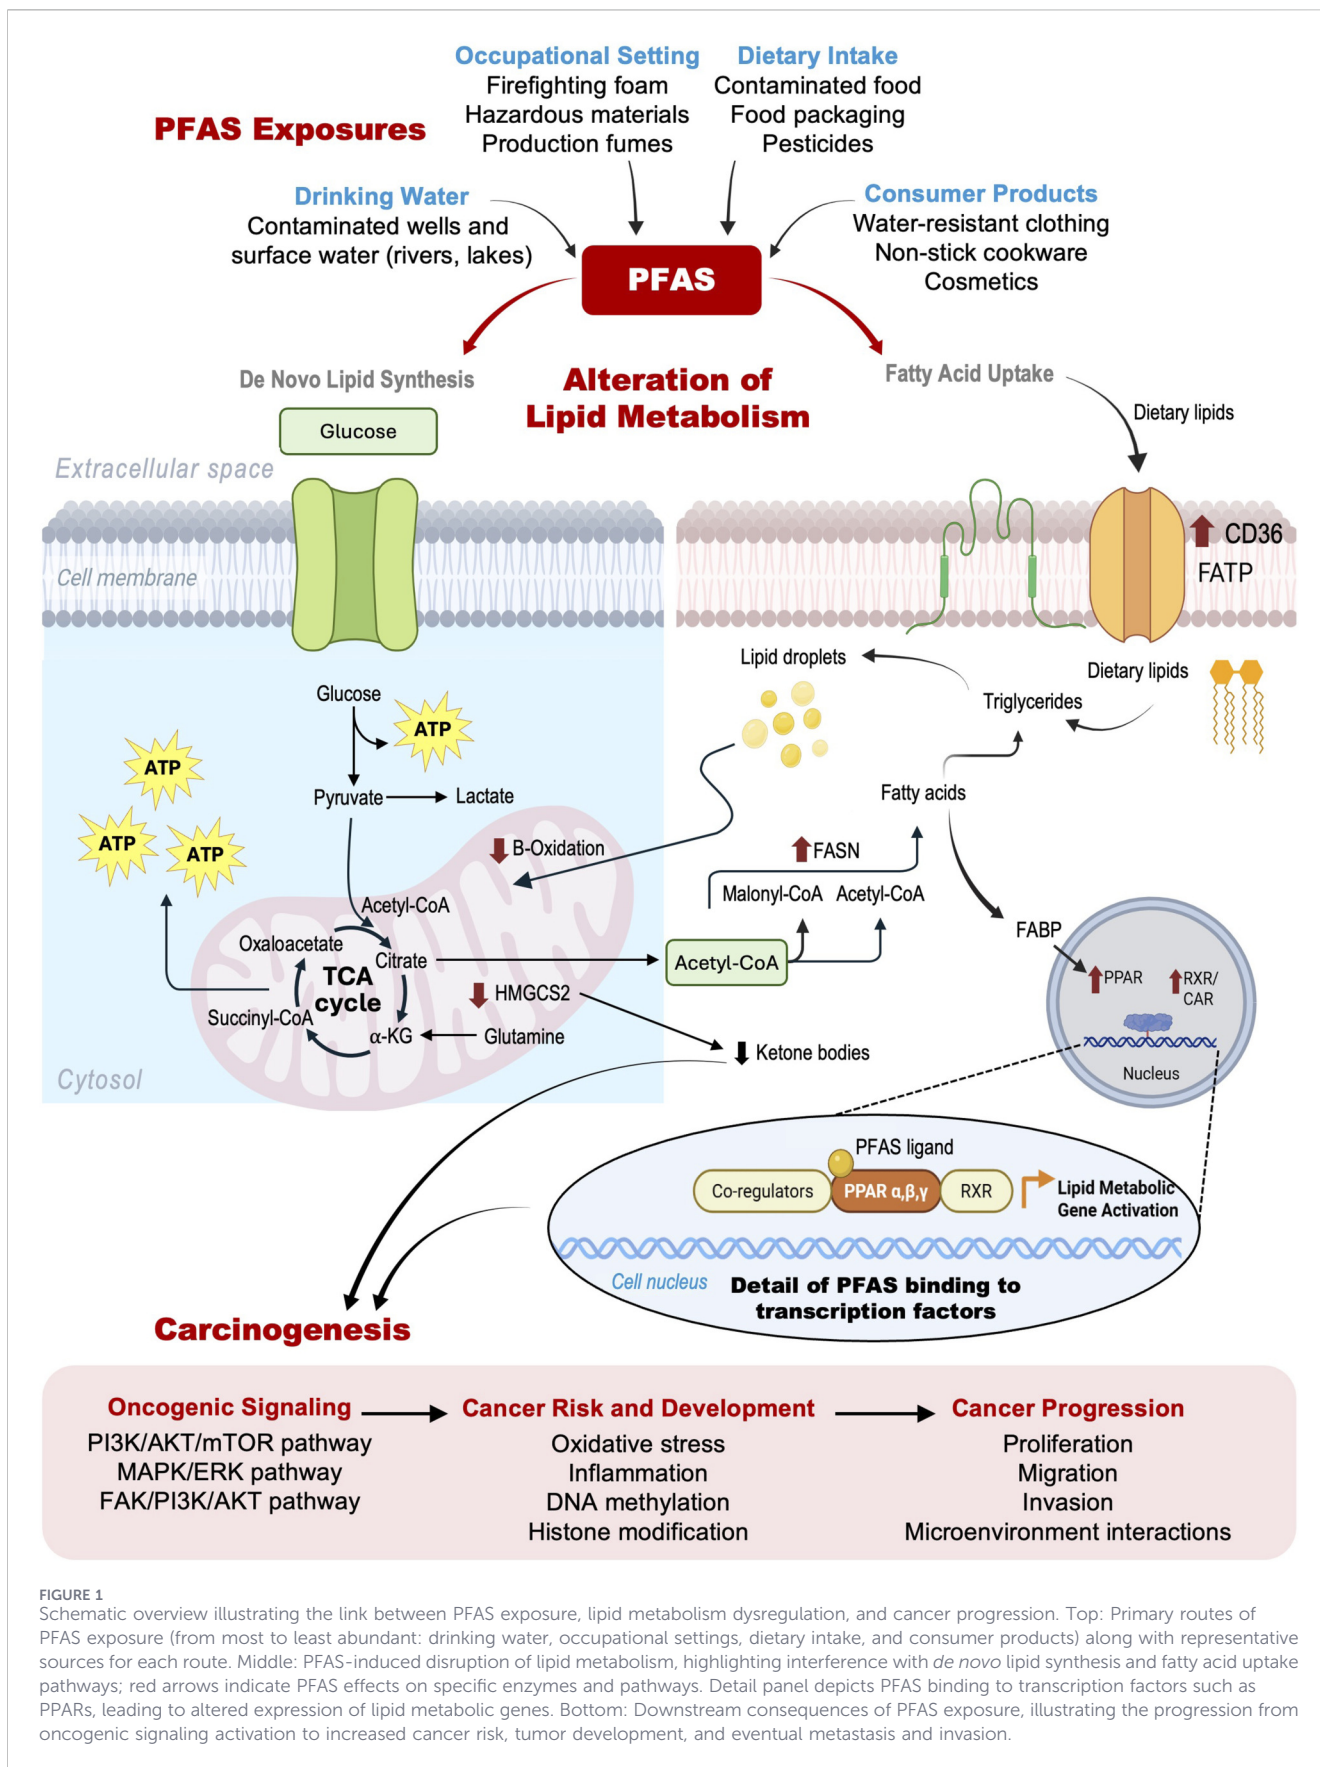 PFAS Exposures
Occupational Setting
Firefighting foam
Hazardous materials
Production fumes
Dietary Intake
Contaminated food
Food packaging
Pesticides
Drinking Water
Contaminated wells and
surface water (rivers, lakes)
Consumer Products
Water-resistant clothing
Non-stick cookware
Cosmetics
PFAS
De Novo Lipid Synthesis
Alteration of
Lipid Metabolism
Fatty Acid Uptake
Glucose
Dietary lipids
Extracellular space
Cell membrane
CD36
FATP
Lipid droplets
Dietary lipids
Triglycerides
Glucose
ATP
ATP
ATP
ATP
Pyruvate
Lactate
Fatty acids
B-Oxidation
FASN
Malonyl-CoA
Acetyl-CoA
Acetyl-CoA
Oxaloacetate
Citrate
TCA
cycle
Acetyl-CoA
FABP
PPAR
RXR/
CAR
HMGCS2
Succinyl-CoA
α-KG
Glutamine
Ketone bodies
Nucleus
Cytosol
PFAS ligand
Co-regulators
PPAR α,β,γ
RXR
Lipid Metabolic
Gene Activation
Cell nucleus
Detail of PFAS binding to
transcription factors
Carcinogenesis
Oncogenic Signaling
PI3K/AKT/mTOR pathway
MAPK/ERK pathway
FAK/PI3K/AKT pathway
Cancer Risk and Development
Oxidative stress
Inflammation
DNA methylation
Histone modification
Cancer Progression
Proliferation
Migration
Invasion
Microenvironment interactions
FIGURE 1
Schematic overview illustrating the link between PFAS exposure, lipid metabolism dysregulation, and cancer progression. Top: Primary routes of
PFAS exposure (from most to least abundant: drinking water, occupational settings, dietary intake, and consumer products) along with representative
sources for each route. Middle: PFAS-induced disruption of lipid metabolism, highlighting interference with de novo lipid synthesis and fatty acid uptake
pathways; red arrows indicate PFAS effects on specific enzymes and pathways. Detail panel depicts PFAS binding to transcription factors such as
PPARs, leading to altered expression of lipid metabolic genes. Bottom: Downstream consequences of PFAS exposure, illustrating the progression from
oncogenic signaling activation to increased cancer risk, tumor development, and eventual metastasis and invasion.